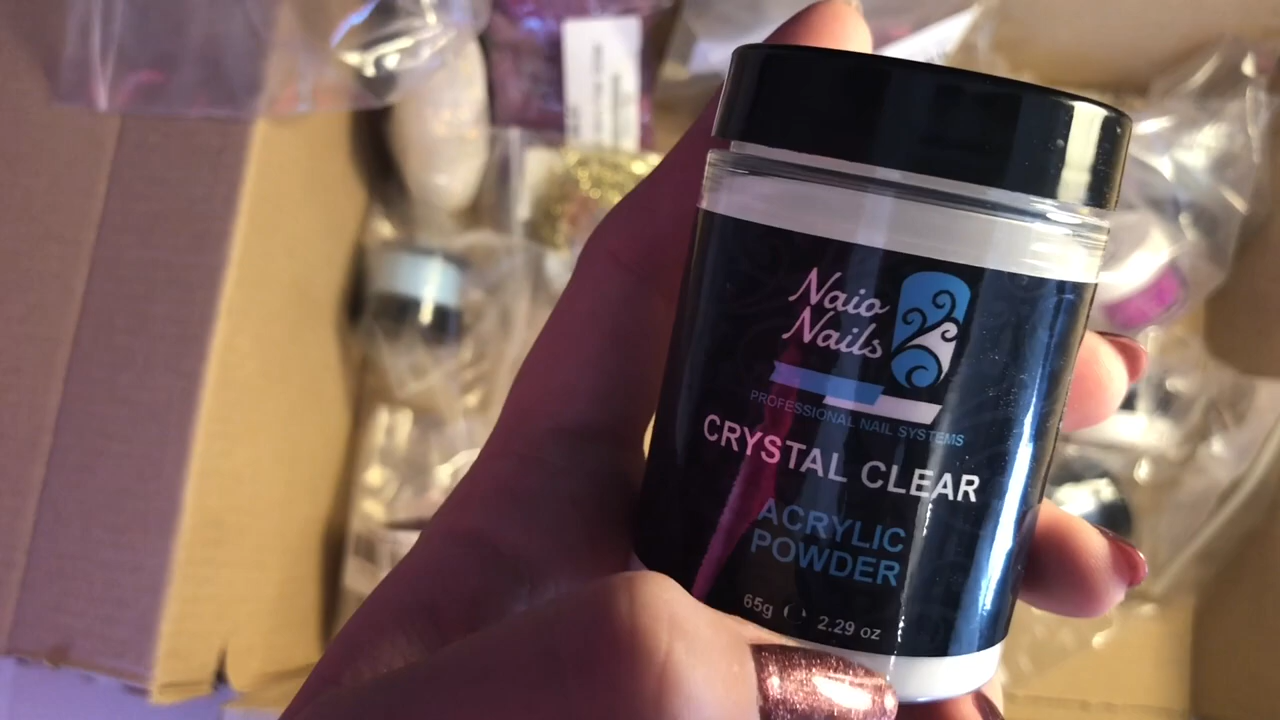 Naio
Nails
PROFESSIONAL NAIL SYSTEMS
CRYSTAL CLEAR
ACRYLIC
POWDER
65g e 2.29 oz